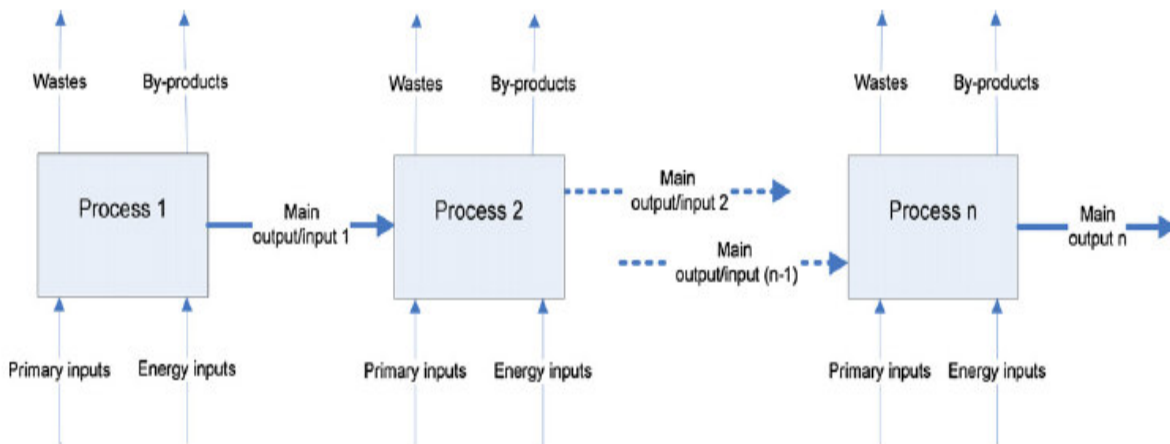 Wastes
By-products
Wastes
By-products
Wastes
By-products
Process 1
Main
output/input 1
Process 2
Main
output/input 2
Main
output/input (n-1)
Process n
Main
output n
Primary inputs
Energy inputs
Primary inputs
Energy inputs
Primary inputs
Energy inputs